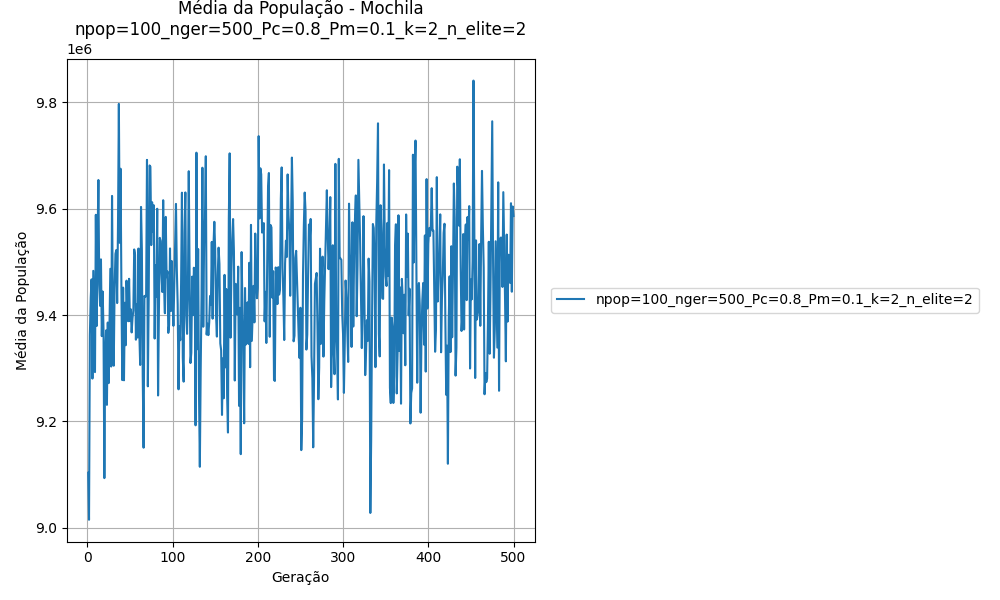 Média da População - Mochila
npop=100_nger=500_Pc=0.8_Pm=0.1_k=2_n_elite=2
1e6
9.8
9.6
9.4
9.2
9.0
Média da População
0 100 200 300 400 500
Geração
npop=100_nger=500_Pc=0.8_Pm=0.1_k=2_n_elite=2